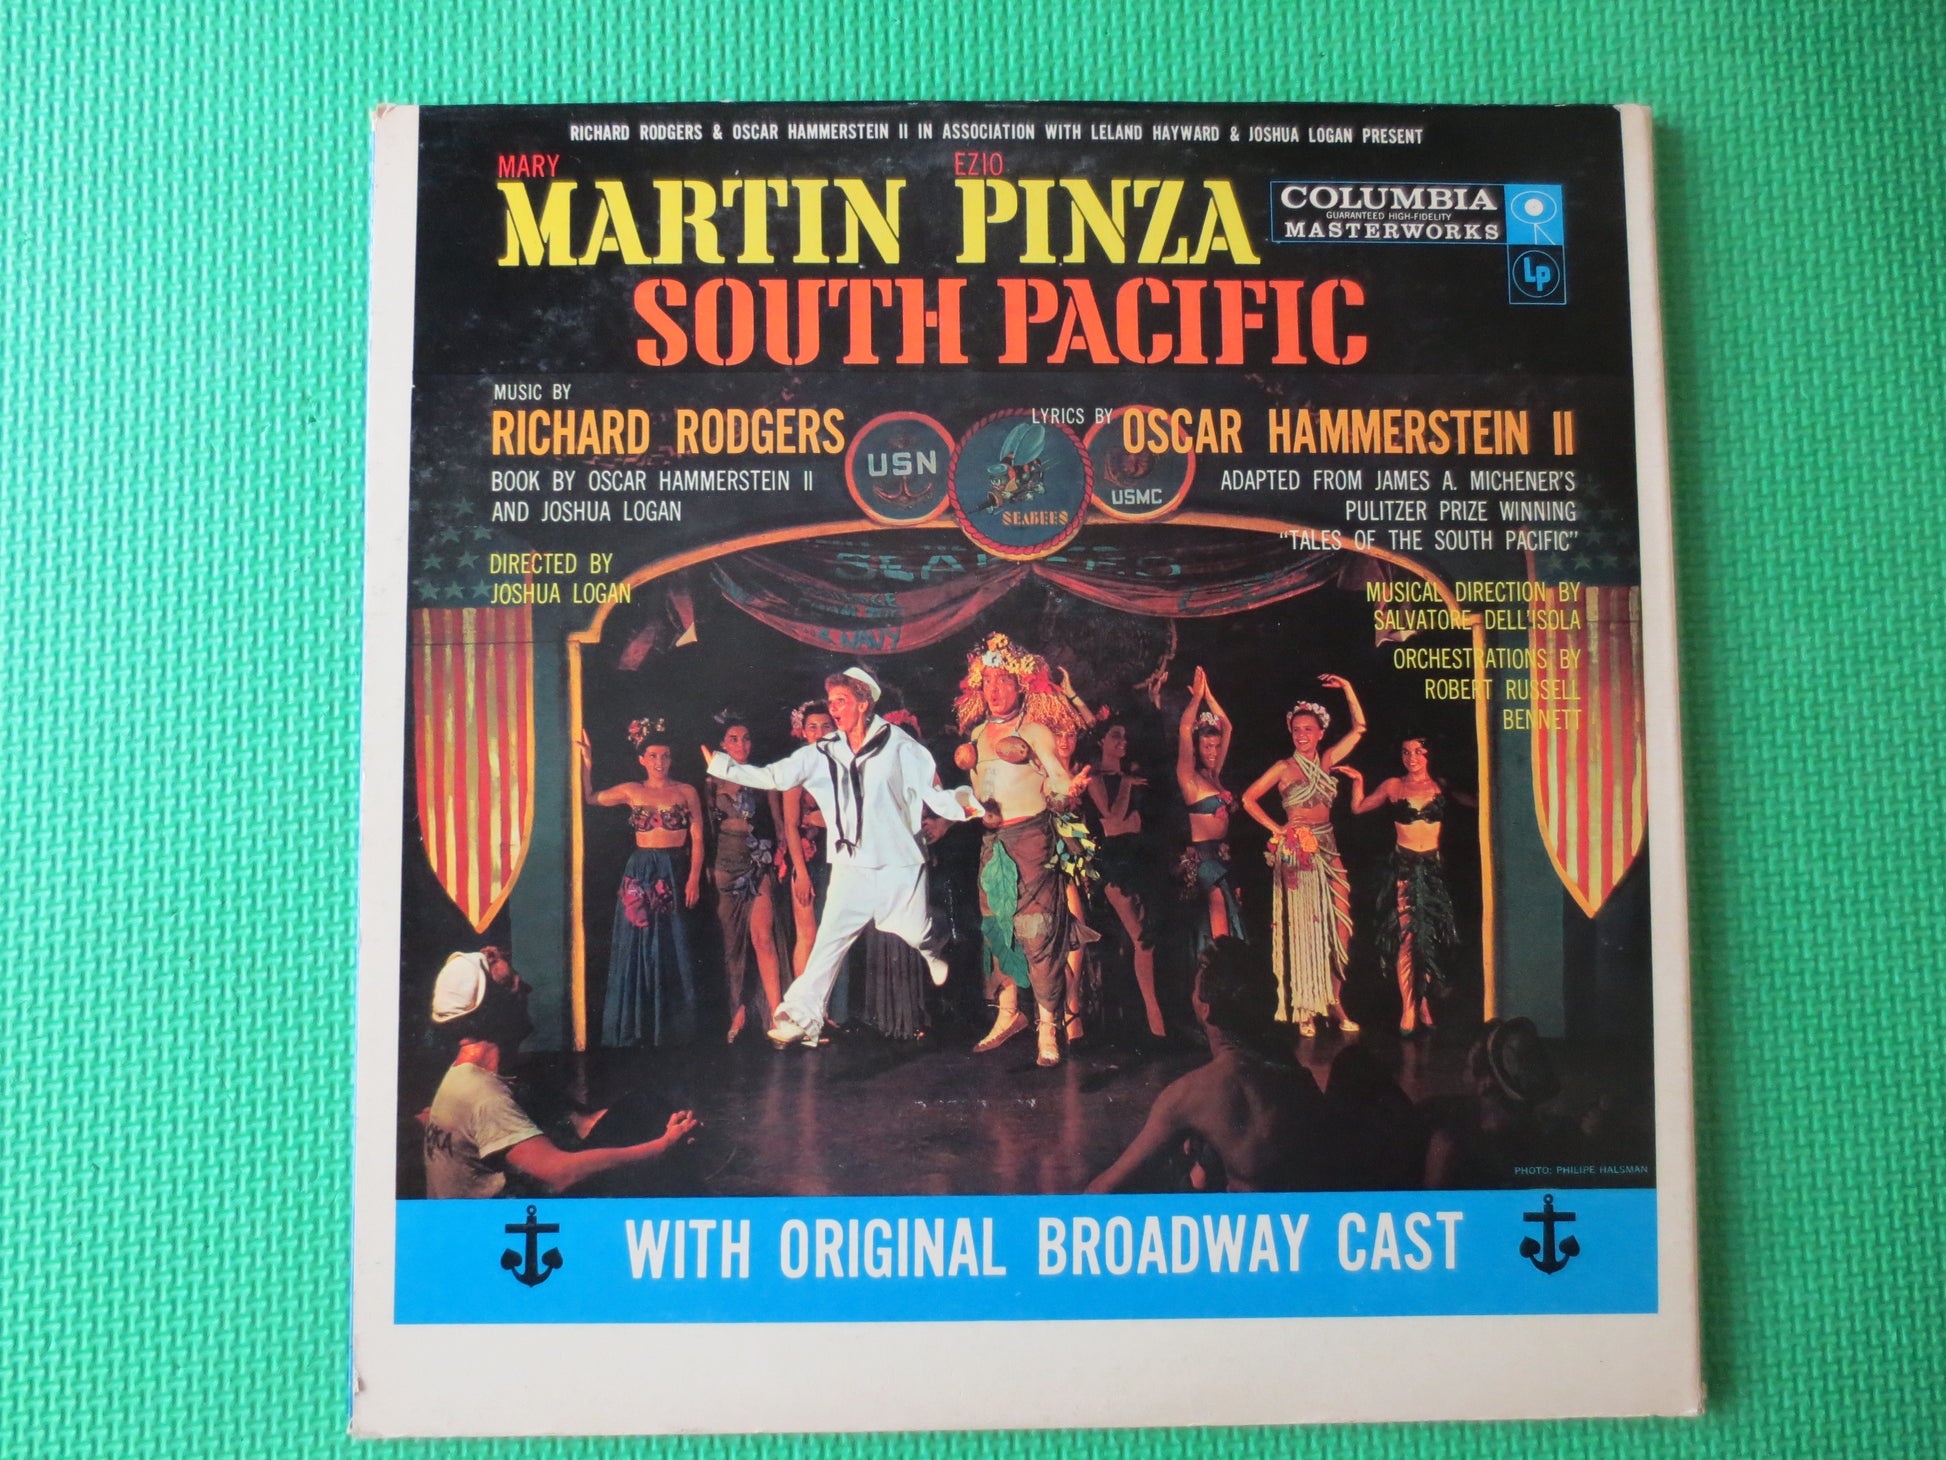 RICHARD RODGERS & OSCAR HAMMERSTEIN II IN ASSOCIATION WITH LELAND HAYWARD & JOSHUA LOGAN PRESENT
MARY EZIO
MARTIN PINZA
COLUMBIA
GUARANTEED HIGH-FIDELITY
MASTERWORKS
Lp
SOUTH PACIFIC
MUSIC BY
RICHARD RODGERS
BOOK BY OSCAR HAMMERSTEIN II
AND JOSHUA LOGAN
DIRECTED BY
JOSHUA LOGAN
LYRICS BY OSCAR HAMMERSTEIN II
ADAPTED FROM JAMES A. MICHENER'S
PULITZER PRIZE WINNING
"TALES OF THE SOUTH PACIFIC"
MUSICAL DIRECTION BY
SALVATORE DELL'ISOLA
ORCHESTRATIONS BY
ROBERT RUSSELL
BENNETT
USN
SEABEES
USMC
& NAVY
PHOTO: PHILIPE HALSMAN
WITH ORIGINAL BROADWAY CAST